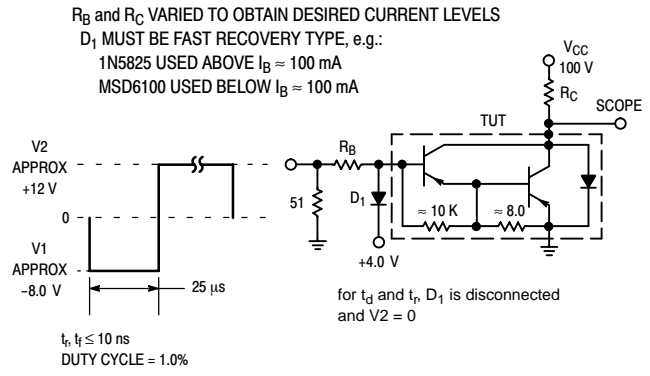 R_B and R_C VARIED TO OBTAIN DESIRED CURRENT LEVELS
D_1 MUST BE FAST RECOVERY TYPE, e.g.:
1N5825 USED ABOVE I_B ≈ 100 mA
MSD6100 USED BELOW I_B ≈ 100 mA
V_CC
100 V
R_C
SCOPE
TUT
V2
APPROX
+12 V
0
V1
APPROX
−8.0 V
25 μs
R_B
51
D_1
+4.0 V
≈ 10 K
≈ 8.0
for t_d and t_r, D_1 is disconnected
and V2 = 0
t_r, t_f ≤ 10 ns
DUTY CYCLE = 1.0%